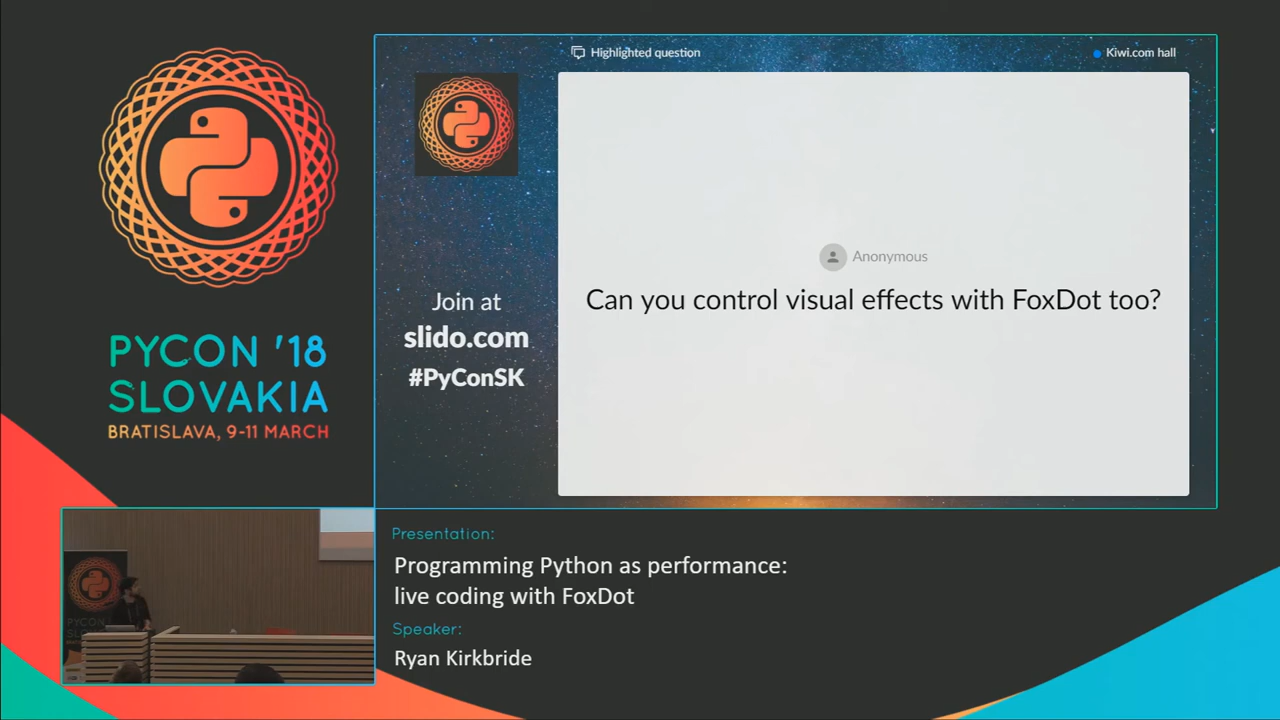 PYCON '18
SLOVAKIA
BRATISLAVA, 9-11 MARCH
Highlighted question
Kiwi.com hall
Join at
slido.com
#PyConSK
Anonymous
Can you control visual effects with FoxDot too?
Presentation:
Programming Python as performance:
live coding with FoxDot
Speaker:
Ryan Kirkbride
PYCON